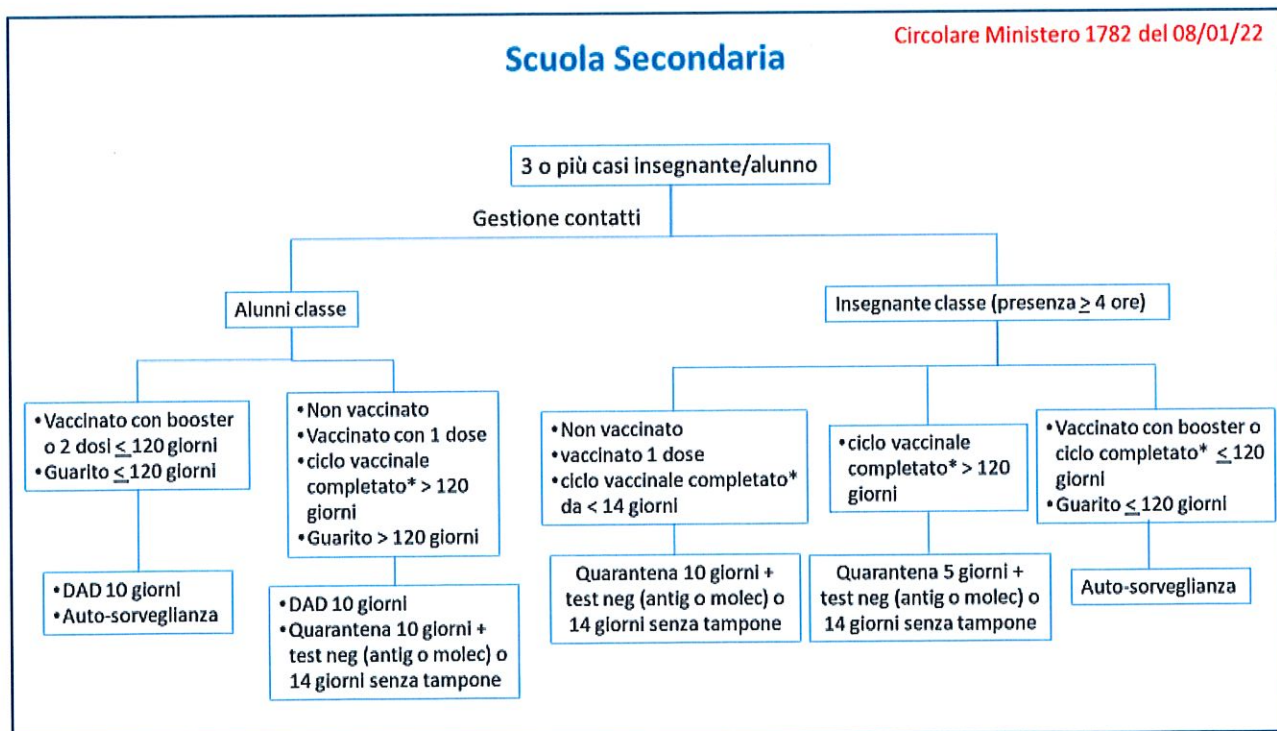 Circolare Ministero 1782 del 08/01/22
Scuola Secondaria
3 o più casi insegnante/alunno
Gestione contatti
Alunni classe
Insegnante classe (presenza ≥ 4 ore)
•Vaccinato con booster
o 2 dosi ≤ 120 giorni
•Guarito ≤ 120 giorni
•Non vaccinato
•Vaccinato con 1 dose
•ciclo vaccinale
completato* > 120
giorni
•Guarito > 120 giorni
•Non vaccinato
•vaccinato 1 dose
•ciclo vaccinale completato*
da < 14 giorni
•ciclo vaccinale
completato* > 120
giorni
•Vaccinato con booster o
ciclo completato* ≤ 120
giorni
•Guarito ≤ 120 giorni
•DAD 10 giorni
•Auto-sorveglianza
•DAD 10 giorni
•Quarantena 10 giorni +
test neg (antig o molec) o
14 giorni senza tampone
Quarantena 10 giorni +
test neg (antig o molec) o
14 giorni senza tampone
Quarantena 5 giorni +
test neg (antig o molec) o
14 giorni senza tampone
Auto-sorveglianza